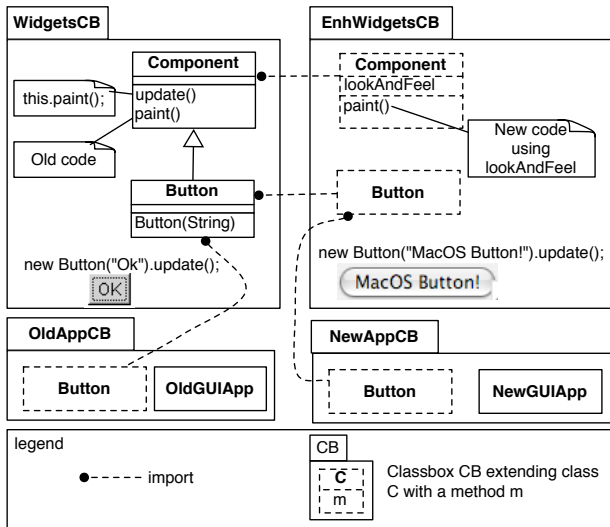 WidgetsCB
Component
update()
paint()
this.paint();
Old code
Button
Button(String)
new Button("Ok").update();
OK
EnhWidgetsCB
Component
lookAndFeel
paint()
New code
using
lookAndFeel
Button
new Button("MacOS Button!").update();
MacOS Button!
OldAppCB
Button
OldGUIApp
NewAppCB
Button
NewGUIApp
legend
import
CB
C
m
Classbox CB extending class
C with a method m